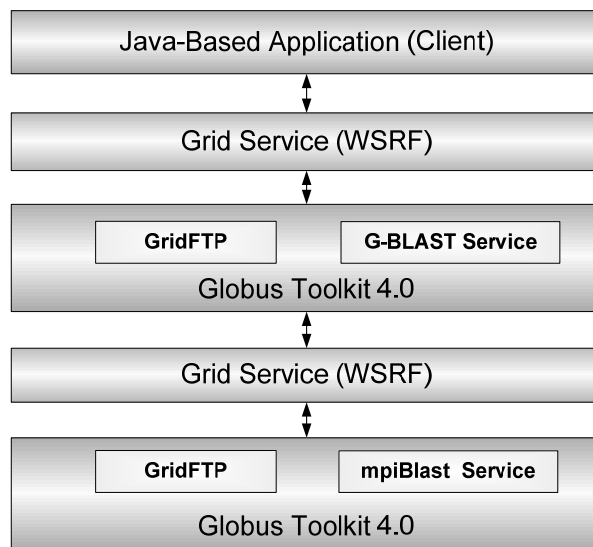 Java-Based Application (Client)
Grid Service (WSRF)
GridFTP
G-BLAST Service
Globus Toolkit 4.0
Grid Service (WSRF)
GridFTP
mpiBlast Service
Globus Toolkit 4.0